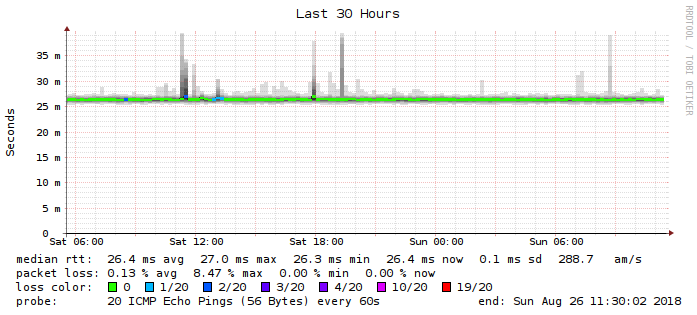 Last 30 Hours
RRDTOOL / TOBI OETIKER
Seconds
35 m
30 m
25 m
20 m
15 m
10 m
5 m
0
Sat 06:00 Sat 12:00 Sat 18:00 Sun 00:00 Sun 06:00
median rtt: 26.4 ms avg 27.0 ms max 26.3 ms min 26.4 ms now 0.1 ms sd 288.7 am/s
packet loss: 0.13 % avg 8.47 % max 0.00 % min 0.00 % now
loss color: 0 1/20 2/20 3/20 4/20 10/20 19/20
probe: 20 ICMP Echo Pings (56 Bytes) every 60s end: Sun Aug 26 11:30:02 2018